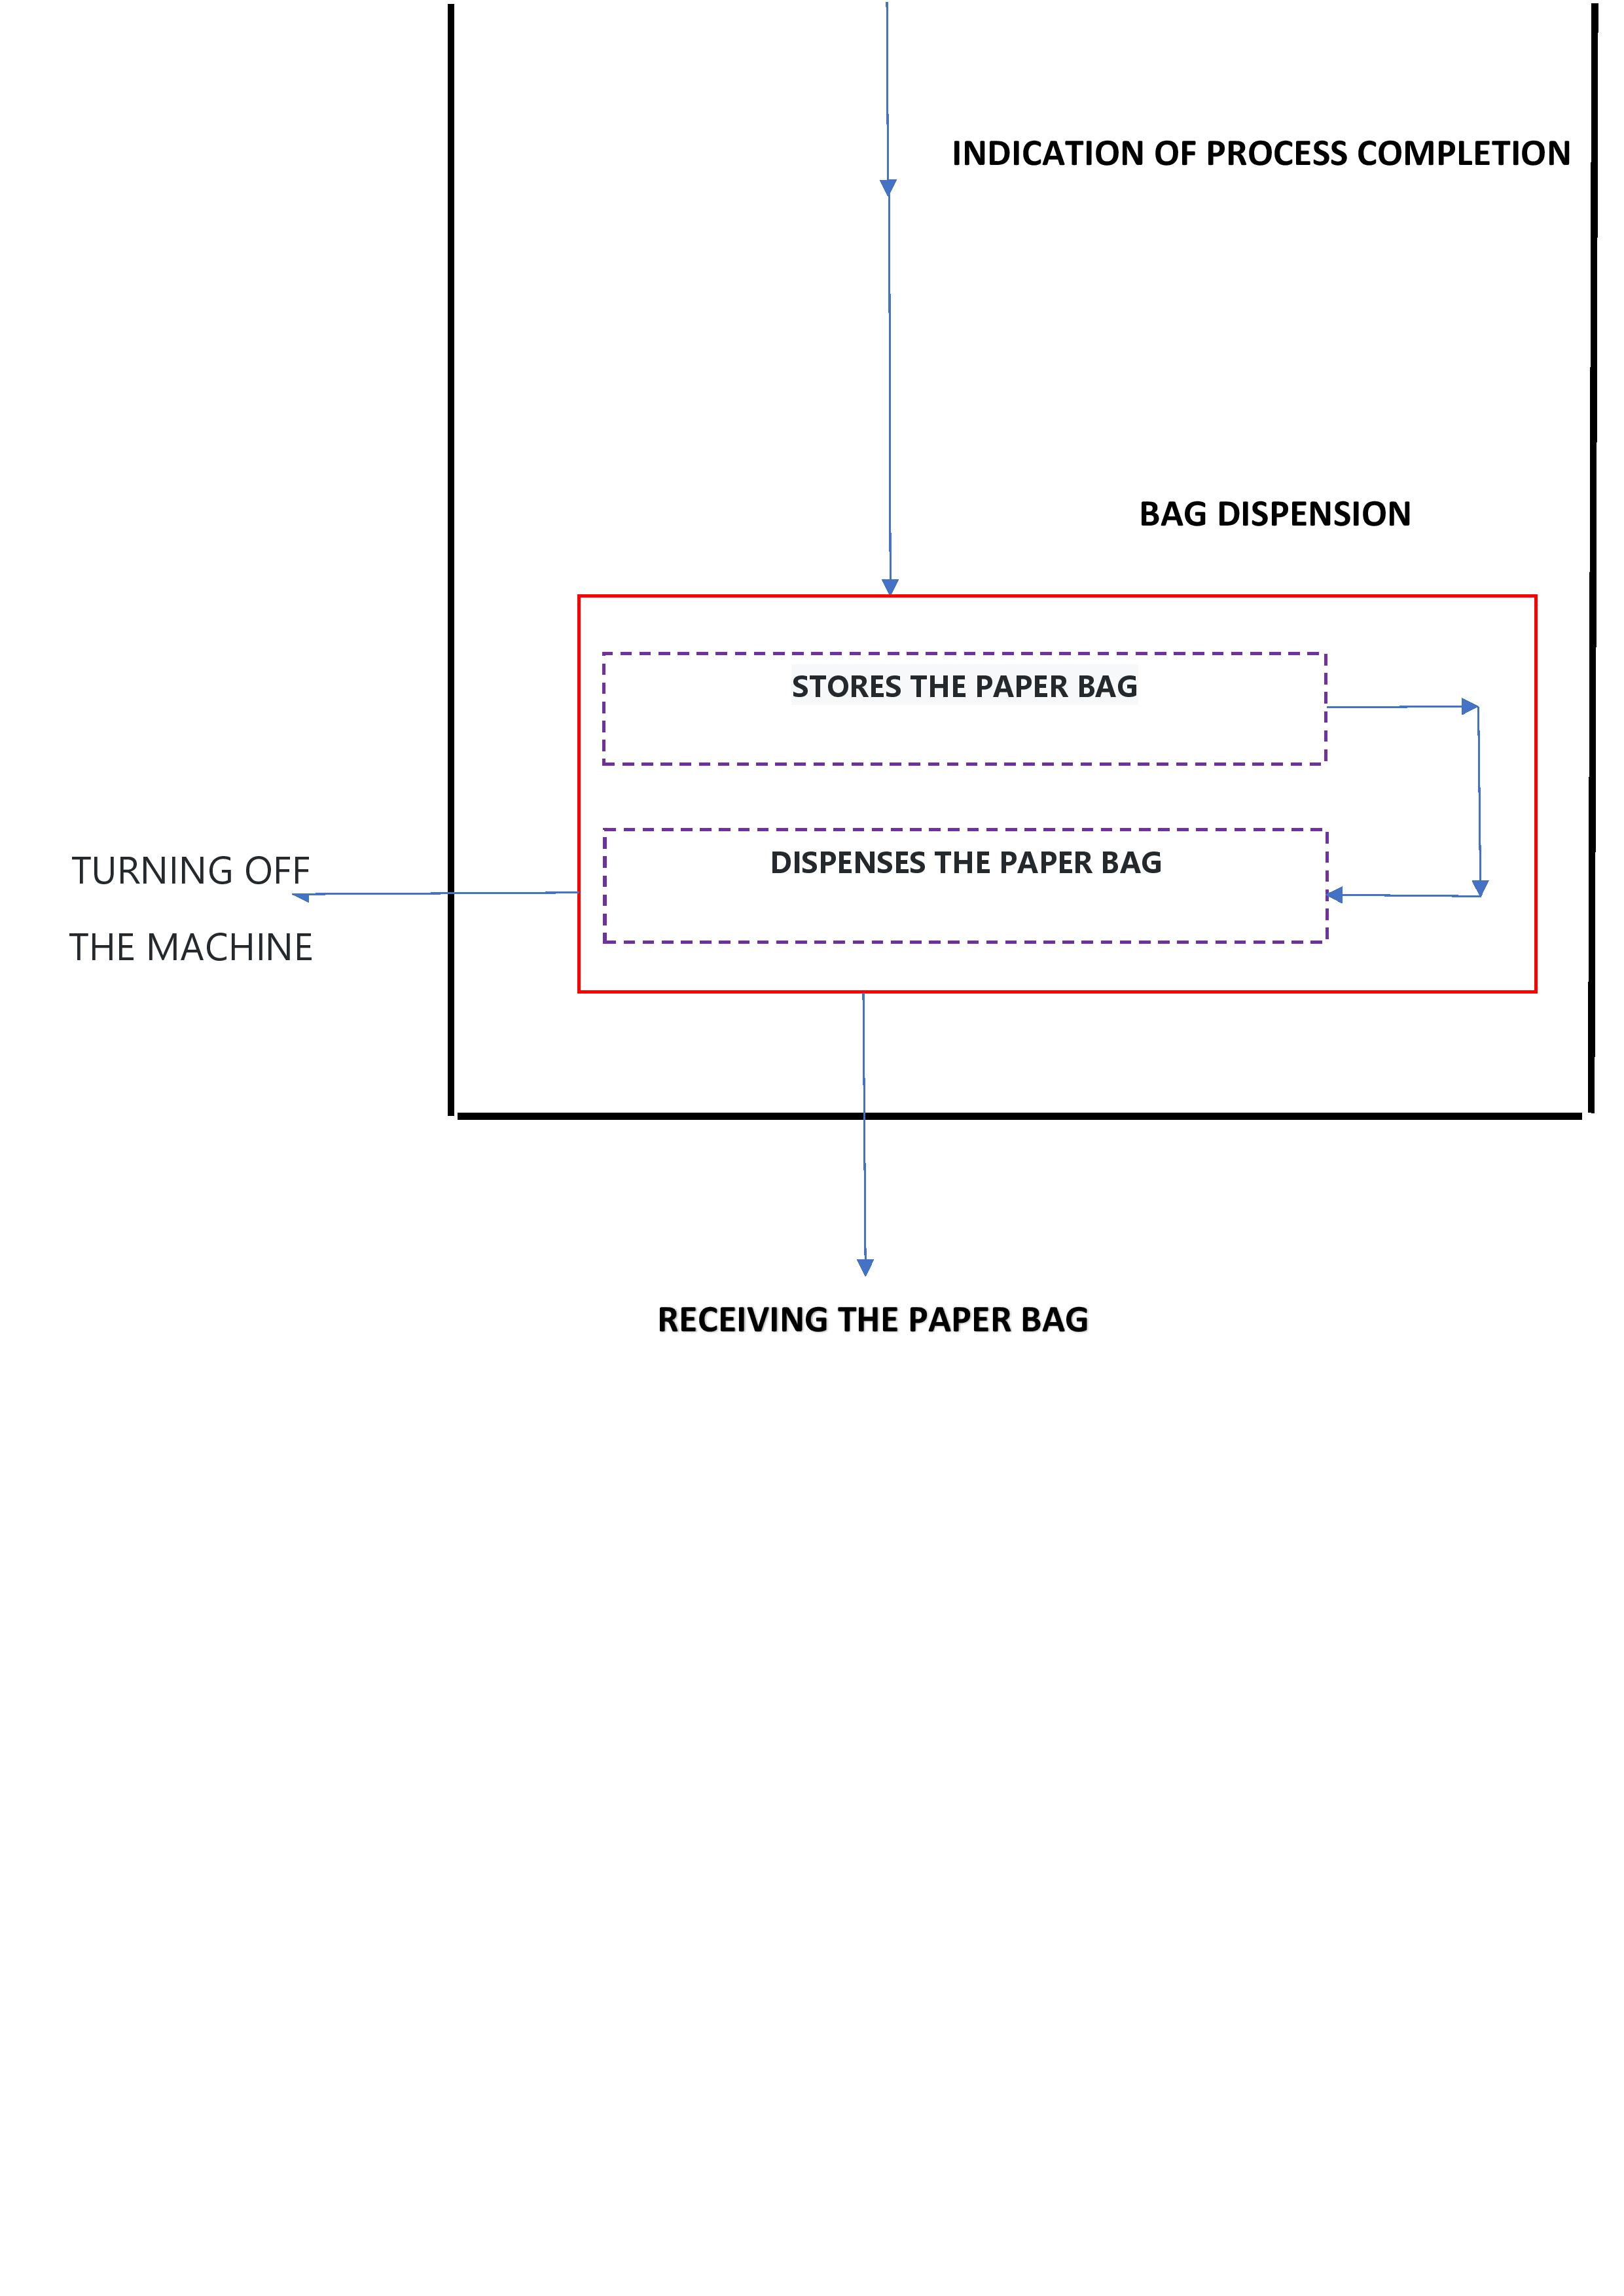 INDICATION OF PROCESS COMPLETION
BAG DISPENSION
STORES THE PAPER BAG
DISPENSES THE PAPER BAG
TURNING OFF
THE MACHINE
RECEIVING THE PAPER BAG